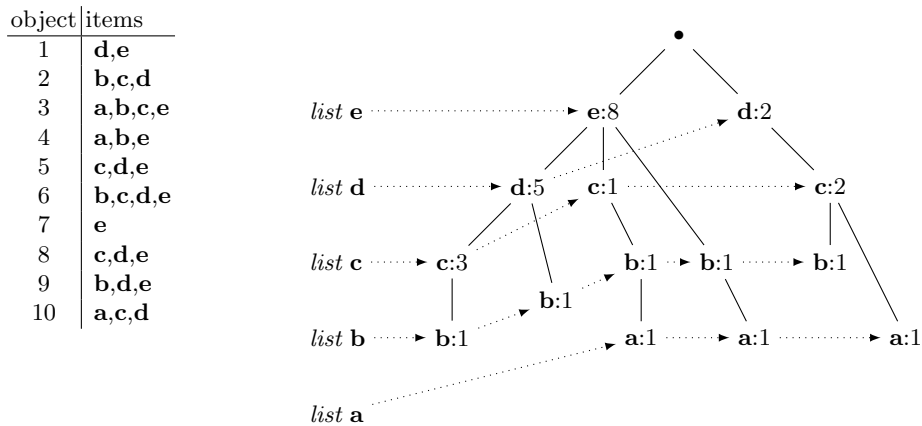 object items
1 d,e
2 b,c,d
3 a,b,c,e
4 a,b,e
5 c,d,e
6 b,c,d,e
7 e
8 c,d,e
9 b,d,e
10 a,c,d
list e e:8 d:2
list d d:5 c:1 c:2
list c c:3 b:1 b:1 b:1
b:1
list b b:1 a:1 a:1 a:1
list a